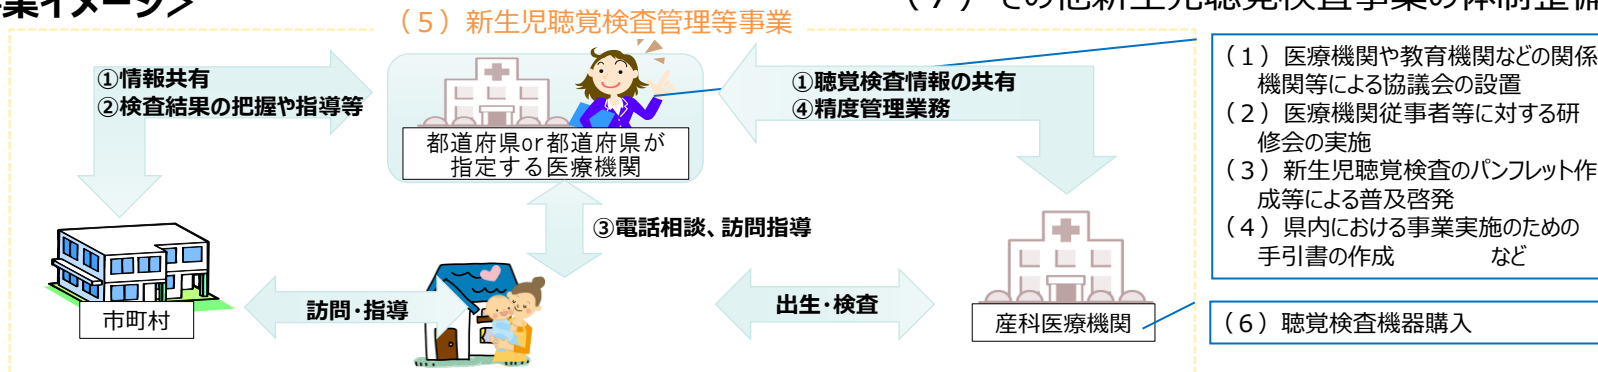 業イメージ>
(7)その他新生児聴覚検査事業の体制整備
(5)新生児聴覚検査管理等事業
①情報共有
②検査結果の把握や指導等
都道府県or都道府県が
指定する医療機関
①聴覚検査情報の共有
④精度管理業務
③電話相談、訪問指導
市町村
訪問・指導
出生・検査
産科医療機関
(1)医療機関や教育機関などの関係
機関等による協議会の設置
(2)医療機関従事者等に対する研
修会の実施
(3)新生児聴覚検査のパンフレット作
成等による普及啓発
(4)県内における事業実施のための
手引書の作成 など
(6)聴覚検査機器購入